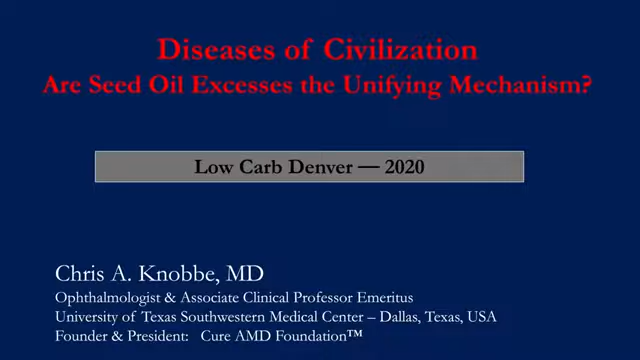 Diseases of Civilization
Are Seed Oil Excesses the Unifying Mechanism?
Low Carb Denver — 2020
Chris A. Knobbe, MD
Ophthalmologist & Associate Clinical Professor Emeritus
University of Texas Southwestern Medical Center – Dallas, Texas, USA
Founder & President: Cure AMD Foundation™